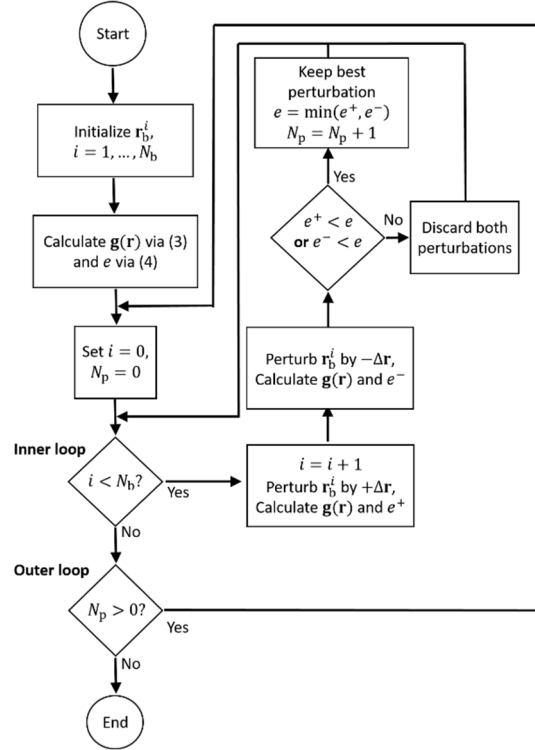 Start
Initialize 𝐫_b^i,
i = 1, …, N_b
Calculate 𝐠(𝐫) via (3)
and e via (4)
Set i = 0,
N_p = 0
Inner loop
i < N_b?
Yes
No
Outer loop
N_p > 0?
Yes
No
End
i = i + 1
Perturb 𝐫_b^i by +Δ𝐫,
Calculate 𝐠(𝐫) and e⁺
Perturb 𝐫_b^i by −Δ𝐫,
Calculate 𝐠(𝐫) and e⁻
e⁺ < e
or e⁻ < e
Yes
No
Keep best
perturbation
e = min(e⁺, e⁻)
N_p = N_p + 1
Discard both
perturbations